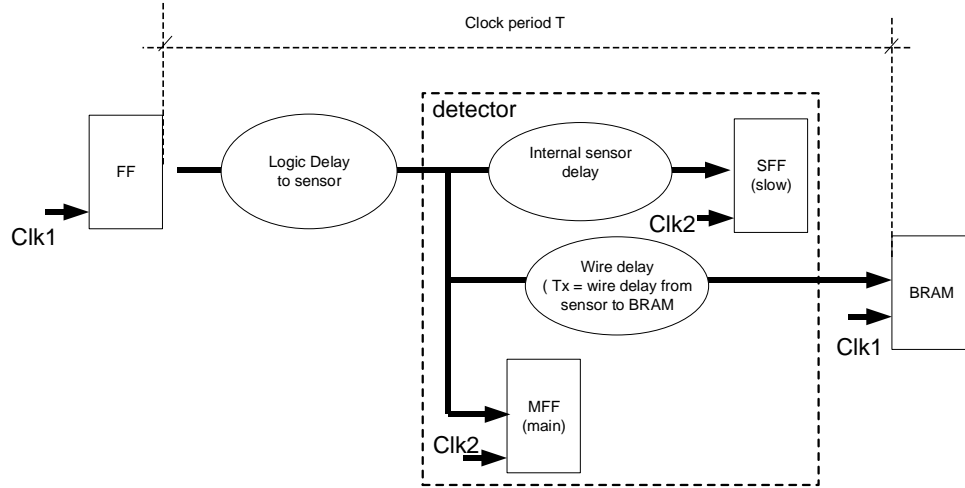 Clock period T
detector
FF
Logic Delay
to sensor
Internal sensor
delay
SFF
(slow)
Clk1
Clk2
Wire delay
( Tx = wire delay from
sensor to BRAM
BRAM
Clk1
MFF
(main)
Clk2